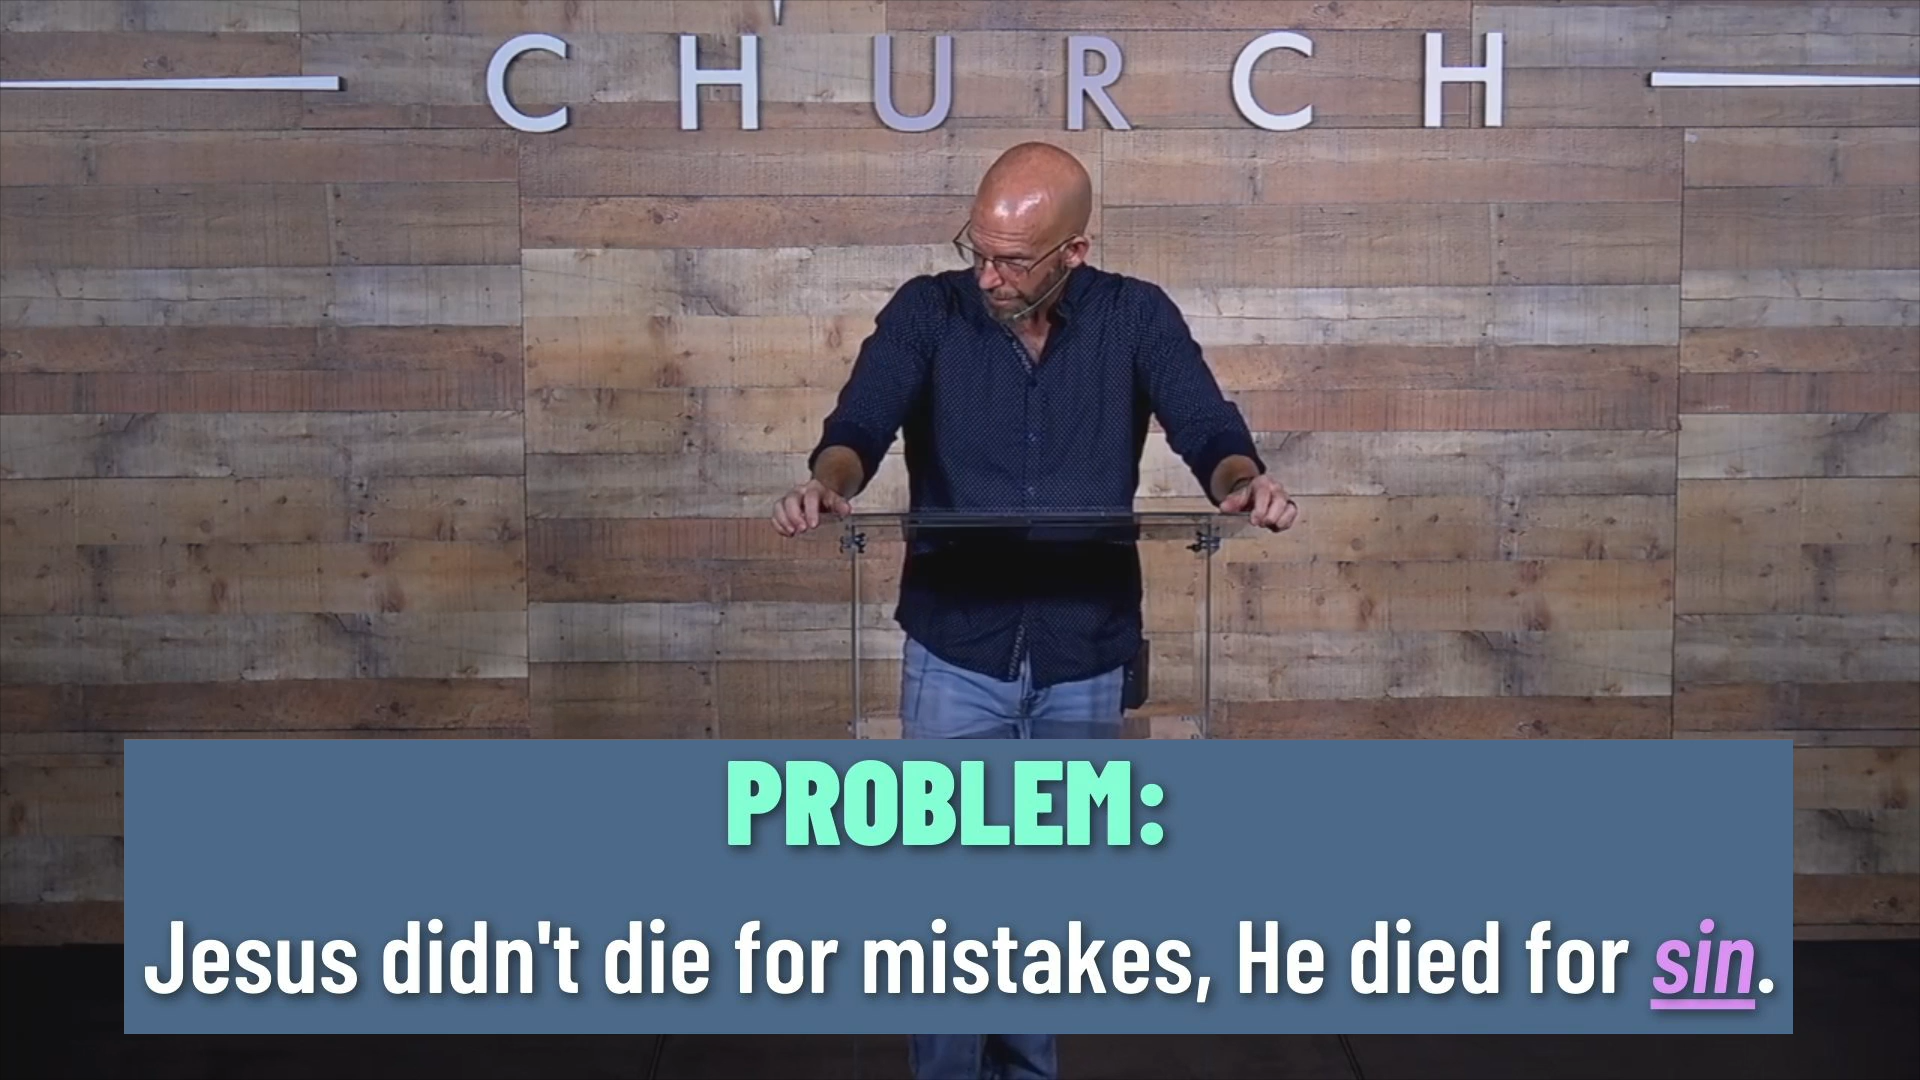 CHURCH
PROBLEM:
Jesus didn't die for mistakes, He died for sin.